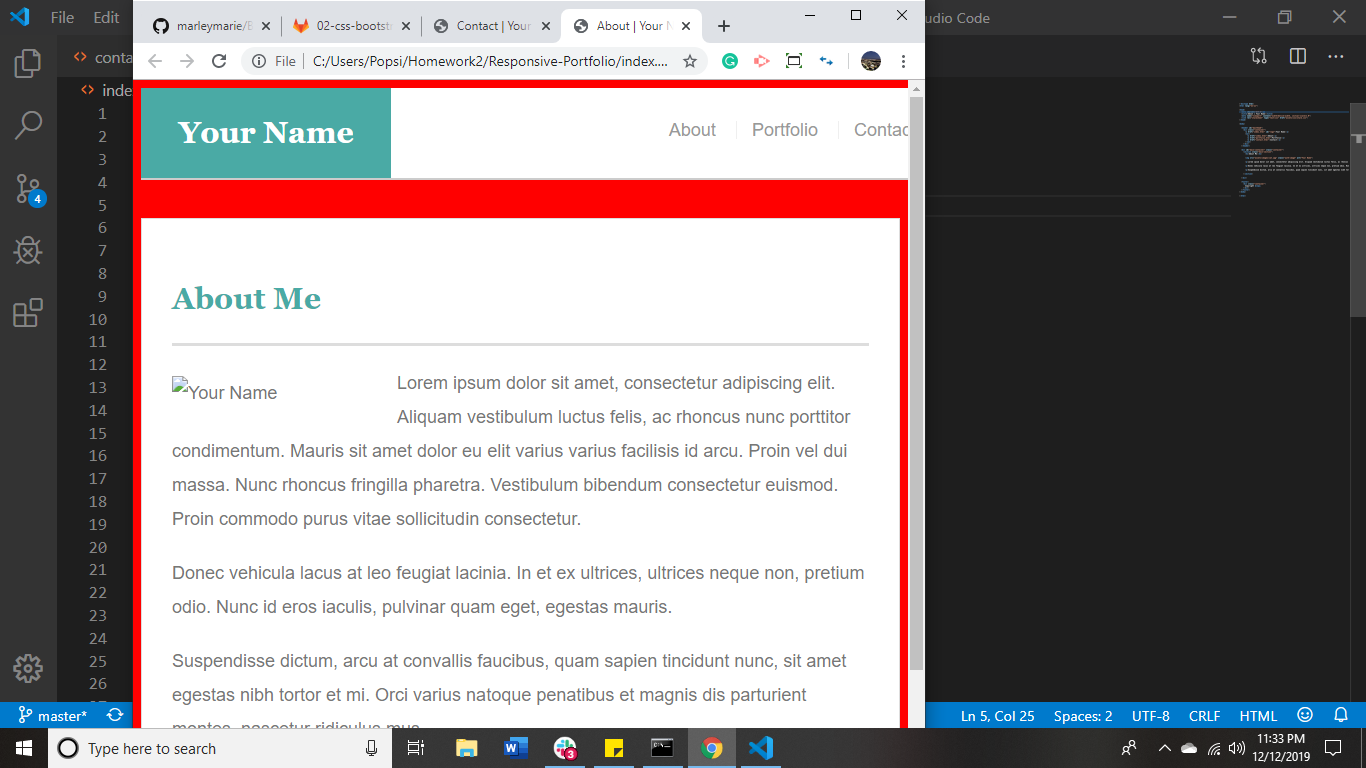 File Edit
marleymarie/B
02-css-bootst
Contact | Your
About | Your N
udio Code
File | C:/Users/Popsi/Homework2/Responsive-Portfolio/index....
conta
inde
Your Name
About
Portfolio
Contac
1
2
3
4
5
6
7
8
9
10
11
12
13
14
15
16
17
18
19
20
21
22
23
24
25
26
4
About Me
Your Name
Lorem ipsum dolor sit amet, consectetur adipiscing elit.
Aliquam vestibulum luctus felis, ac rhoncus nunc porttitor
condimentum. Mauris sit amet dolor eu elit varius varius facilisis id arcu. Proin vel dui
massa. Nunc rhoncus fringilla pharetra. Vestibulum bibendum consectetur euismod.
Proin commodo purus vitae sollicitudin consectetur.
Donec vehicula lacus at leo feugiat lacinia. In et ex ultrices, ultrices neque non, pretium
odio. Nunc id eros iaculis, pulvinar quam eget, egestas mauris.
Suspendisse dictum, arcu at convallis faucibus, quam sapien tincidunt nunc, sit amet
egestas nibh tortor et mi. Orci varius natoque penatibus et magnis dis parturient
montes, nascetur ridiculus mus.
master*
Ln 5, Col 25
Spaces: 2
UTF-8
CRLF
HTML
Type here to search
3
11:33 PM
12/12/2019